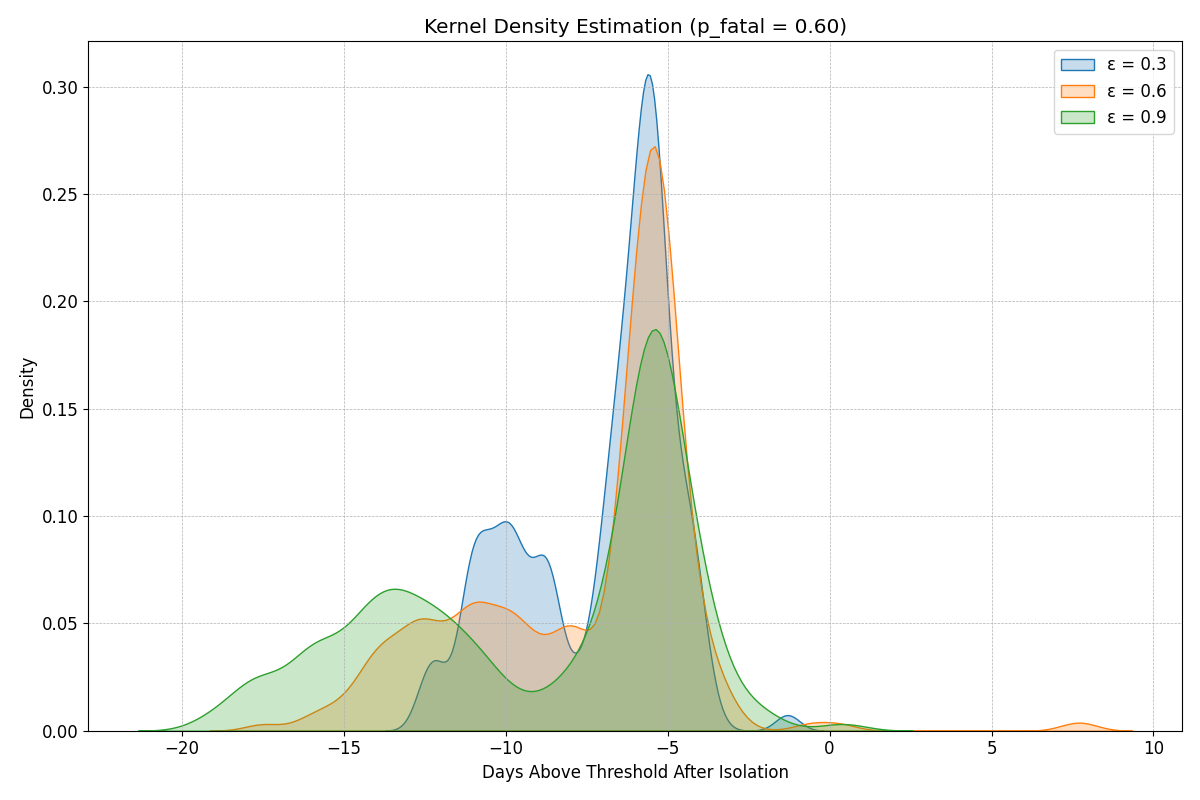 Kernel Density Estimation (p_fatal = 0.60)
ε = 0.3
ε = 0.6
ε = 0.9
Density
0.30
0.25
0.20
0.15
0.10
0.05
0.00
−20 −15 −10 −5 0 5 10
Days Above Threshold After Isolation